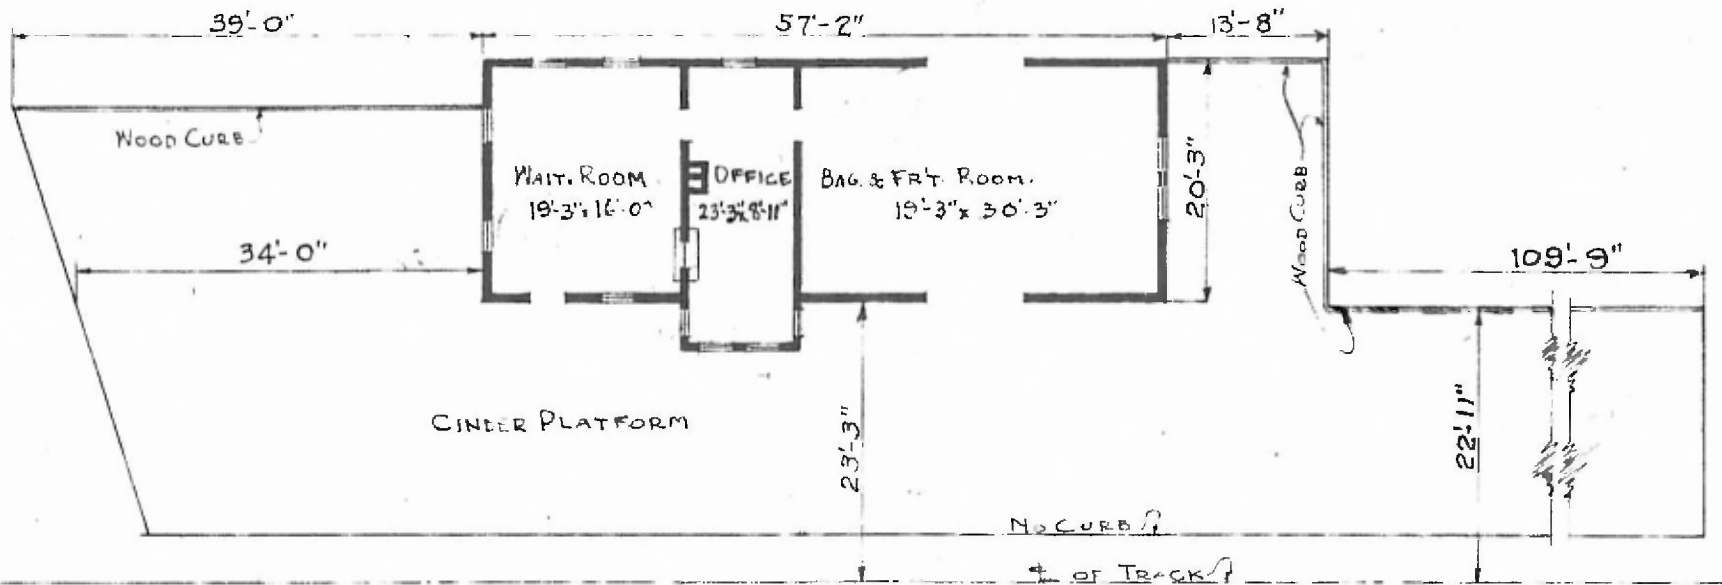 39'-0" 57'-2" 13'-8"
WOOD CURB
WAIT. ROOM
19'-3" x 16'-0"
OFFICE
23'-3" x 8'-11"
BAG. & FR'T. ROOM.
19'-3" x 30'-3"
20'-3"
WOOD CURB
34'-0"
109'-9"
CINDER PLATFORM
23'-3"
22'-11"
NO CURB
℄ OF TRACK